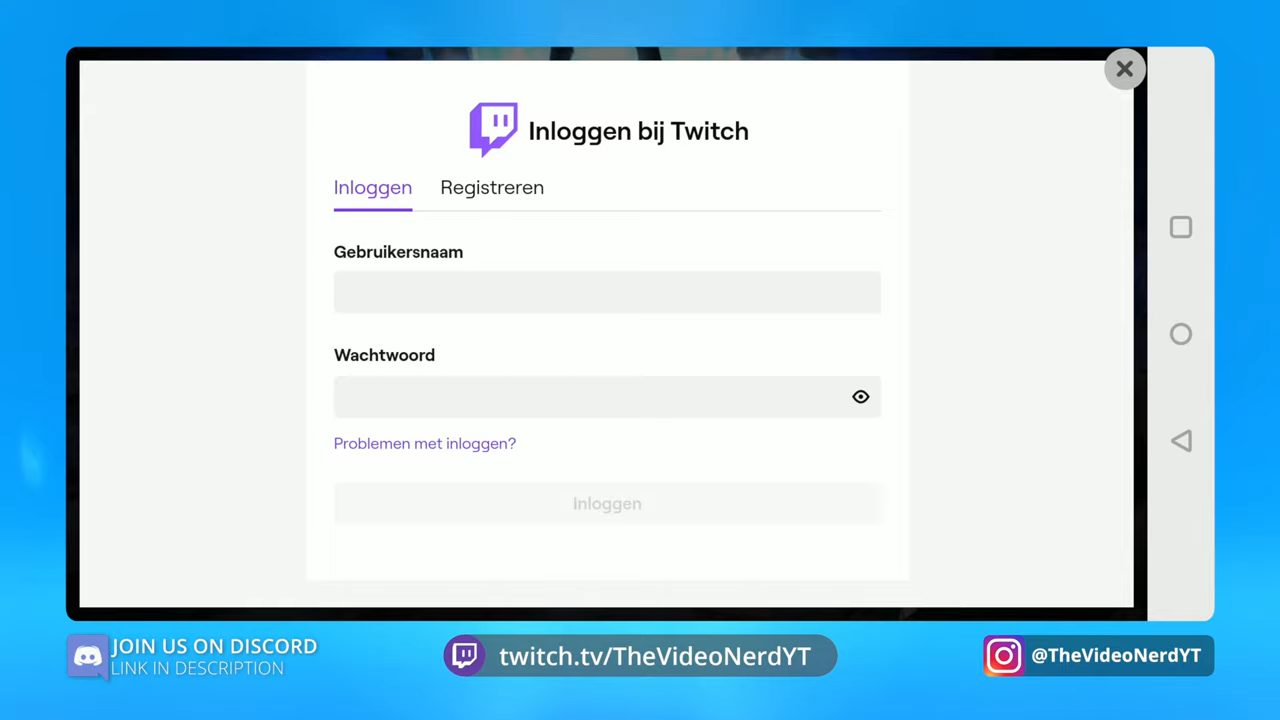 Inloggen bij Twitch
Inloggen Registreren
Gebruikersnaam
Wachtwoord
Problemen met inloggen?
Inloggen
JOIN US ON DISCORD
LINK IN DESCRIPTION
twitch.tv/TheVideoNerdYT
@TheVideoNerdYT